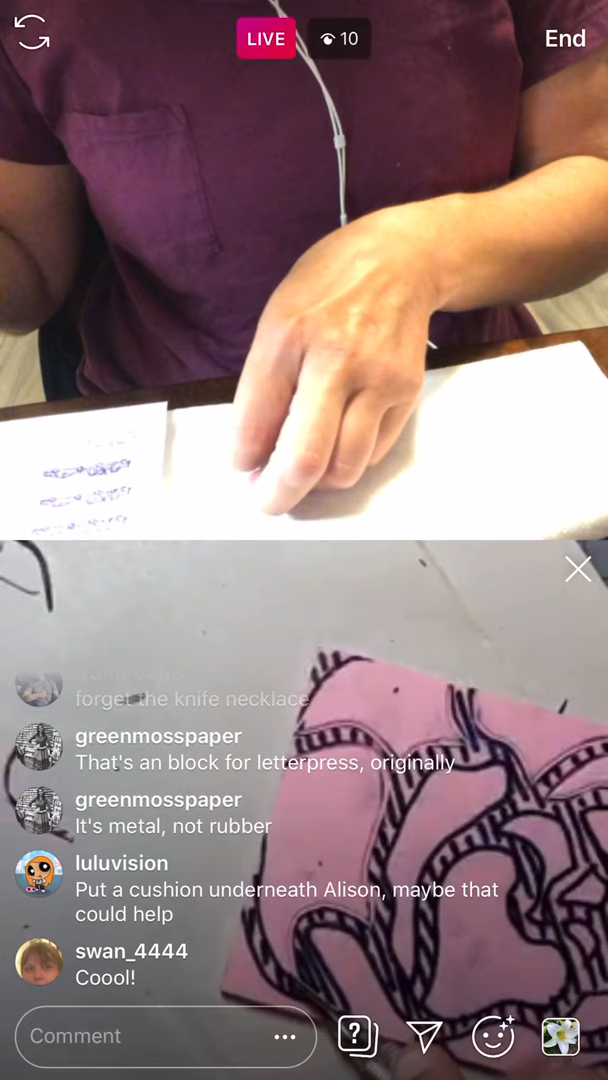 LIVE
10
End
forget the knife necklace
greenmosspaper
That's an block for letterpress, originally
greenmosspaper
It's metal, not rubber
luluvision
Put a cushion underneath Alison, maybe that
could help
swan_4444
Coool!
Comment